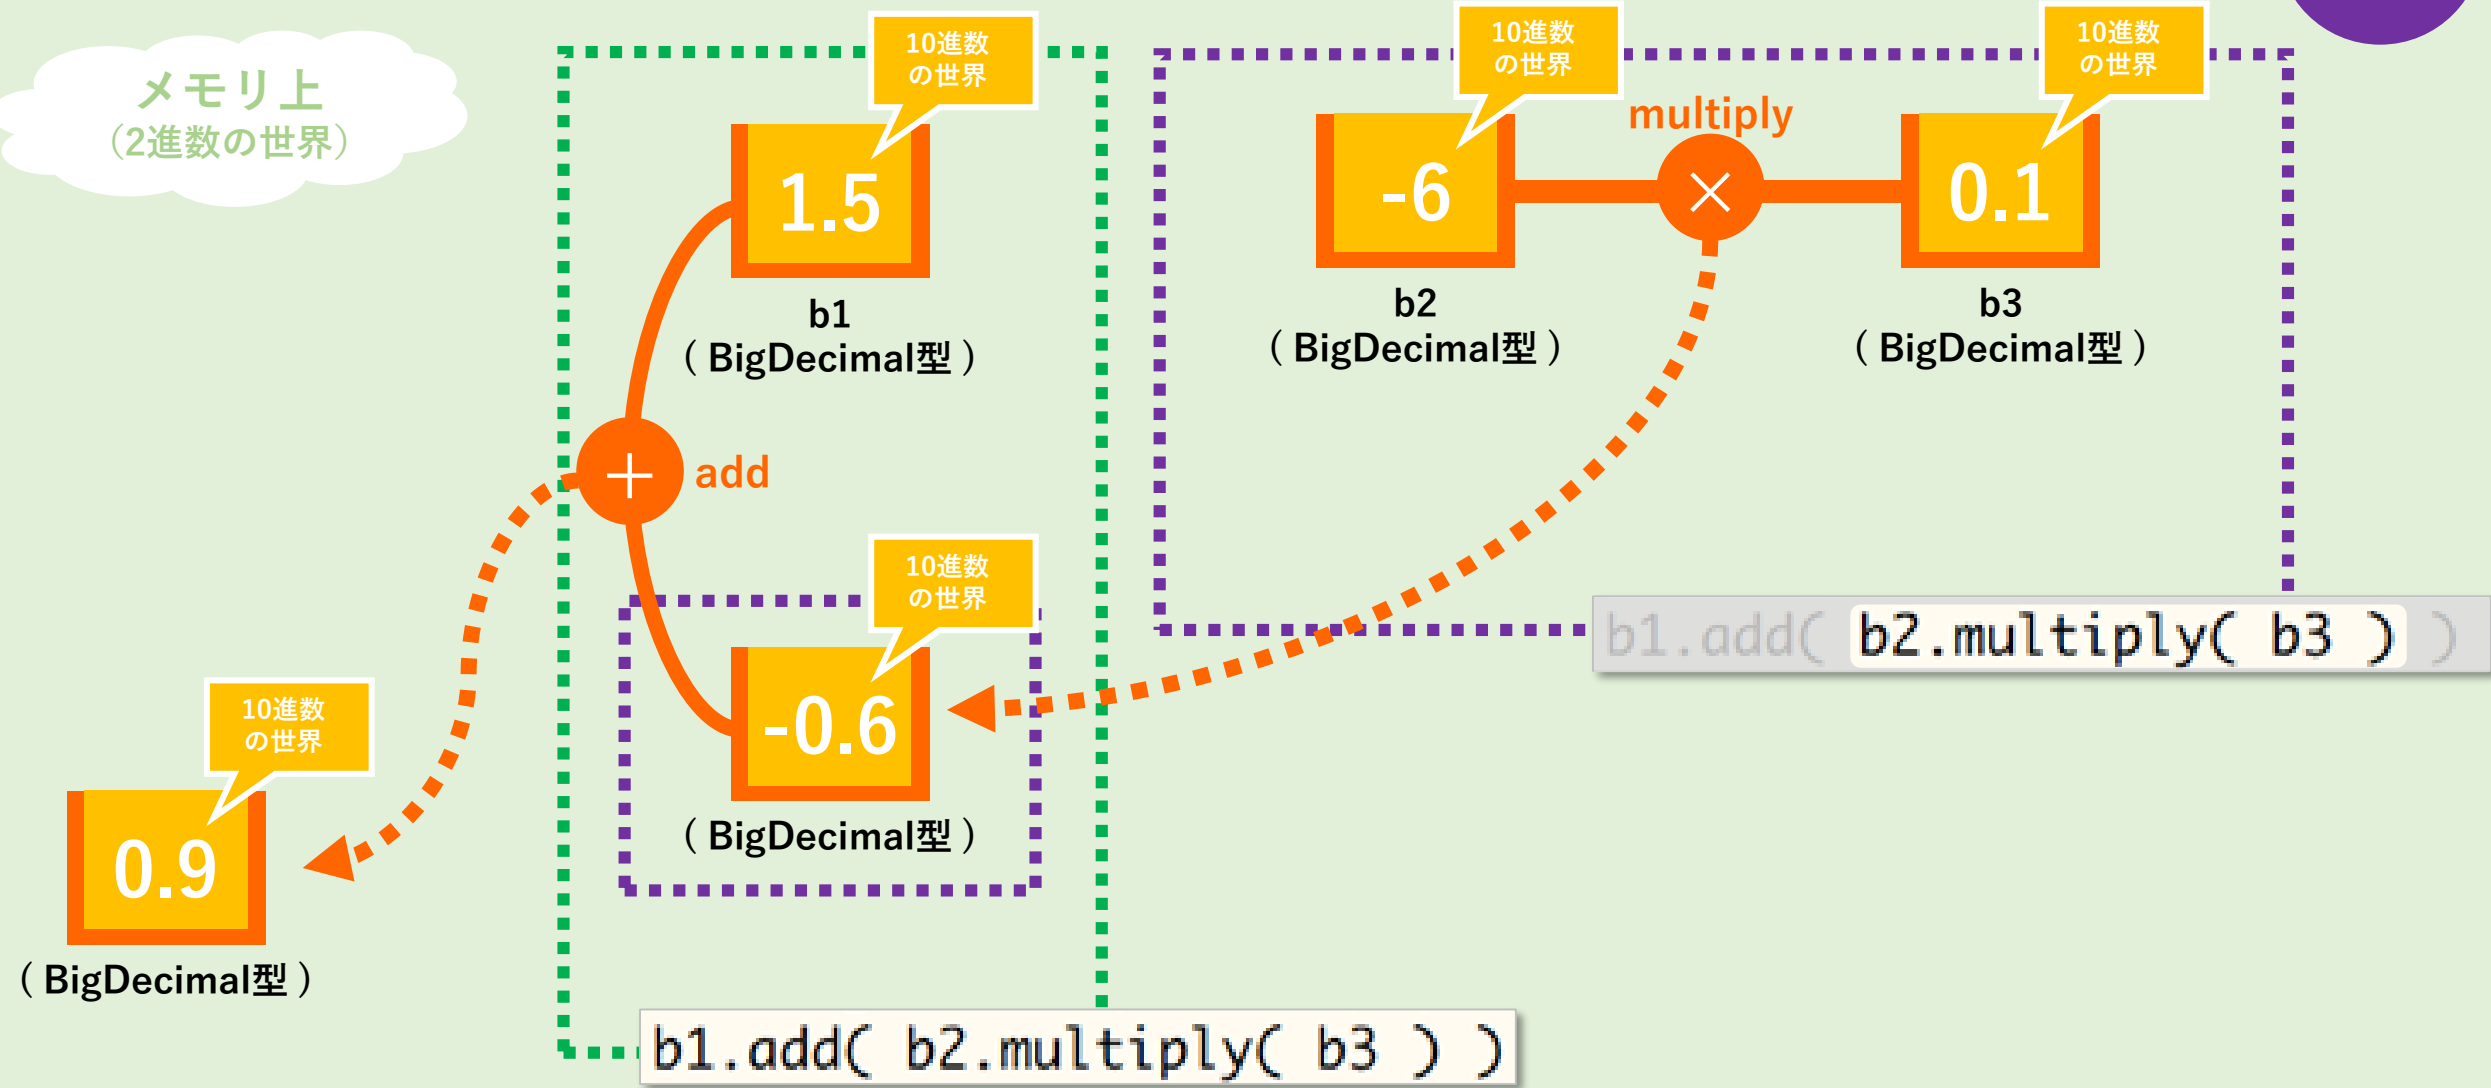 メモリ上
（2進数の世界）
10進数
の世界
1.5
b1
（ BigDecimal型 ）
10進数
の世界
-6
b2
（ BigDecimal型 ）
multiply
×
10進数
の世界
0.1
b3
（ BigDecimal型 ）
+
add
10進数
の世界
-0.6
（ BigDecimal型 ）
b1.add( b2.multiply( b3 ) )
10進数
の世界
0.9
（ BigDecimal型 ）
b1.add( b2.multiply( b3 ) )